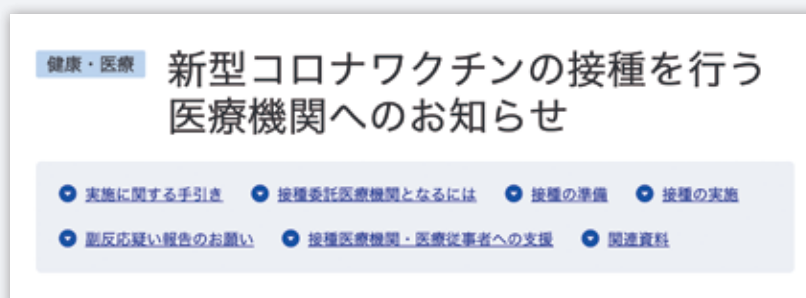 健康・医療
新型コロナワクチンの接種を行う
医療機関へのお知らせ
実施に関する手引き 接種委託医療機関となるには 接種の準備 接種の実施
副反応疑い報告のお願い 接種医療機関・医療従事者への支援 関連資料